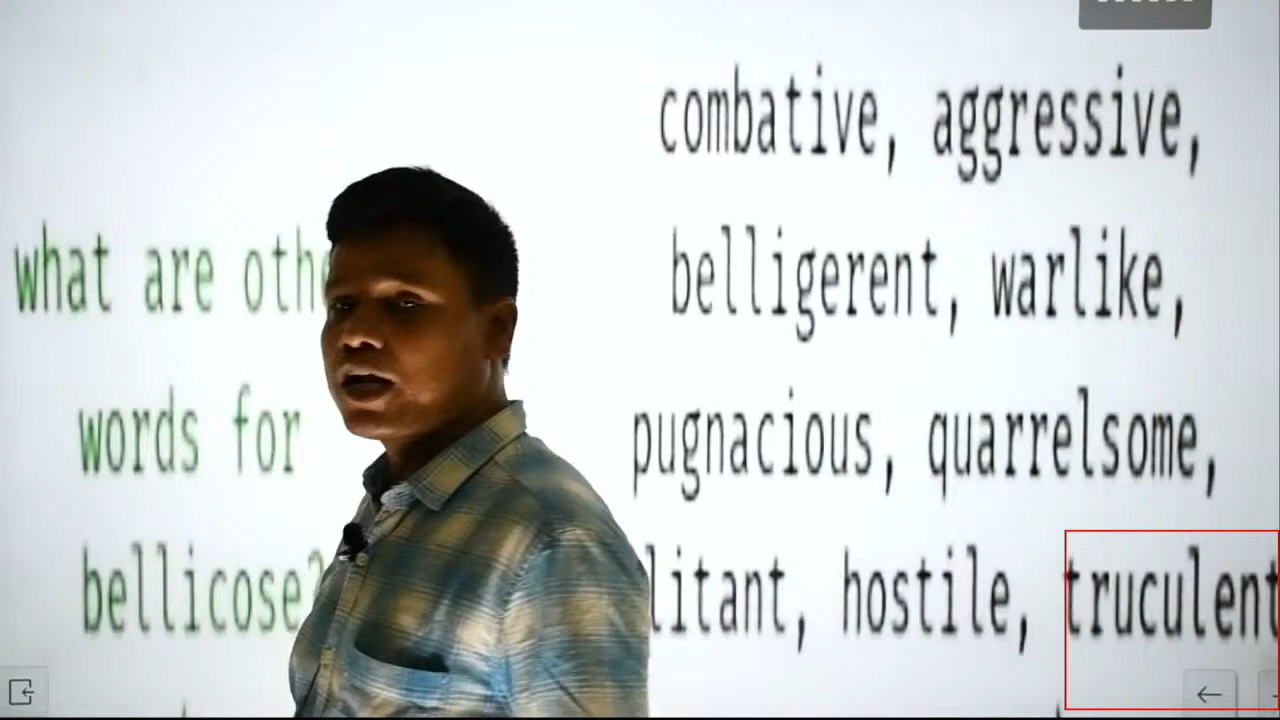 combative, aggressive,
what are othe
belligerent, warlike,
words for
pugnacious, quarrelsome,
bellicose?
litant, hostile, truculent